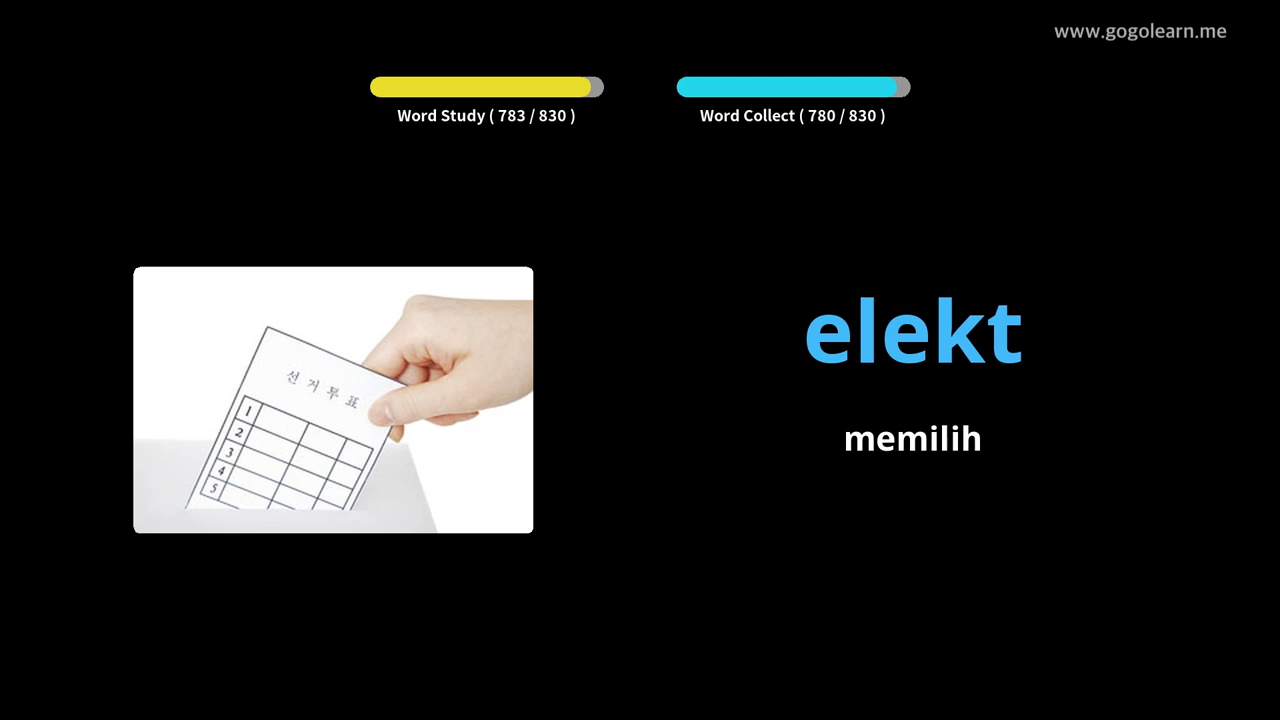 www.gogolearn.me
Word Study ( 783 / 830 )
Word Collect ( 780 / 830 )
선거투표
1
2
3
4
5
elekt
memilih